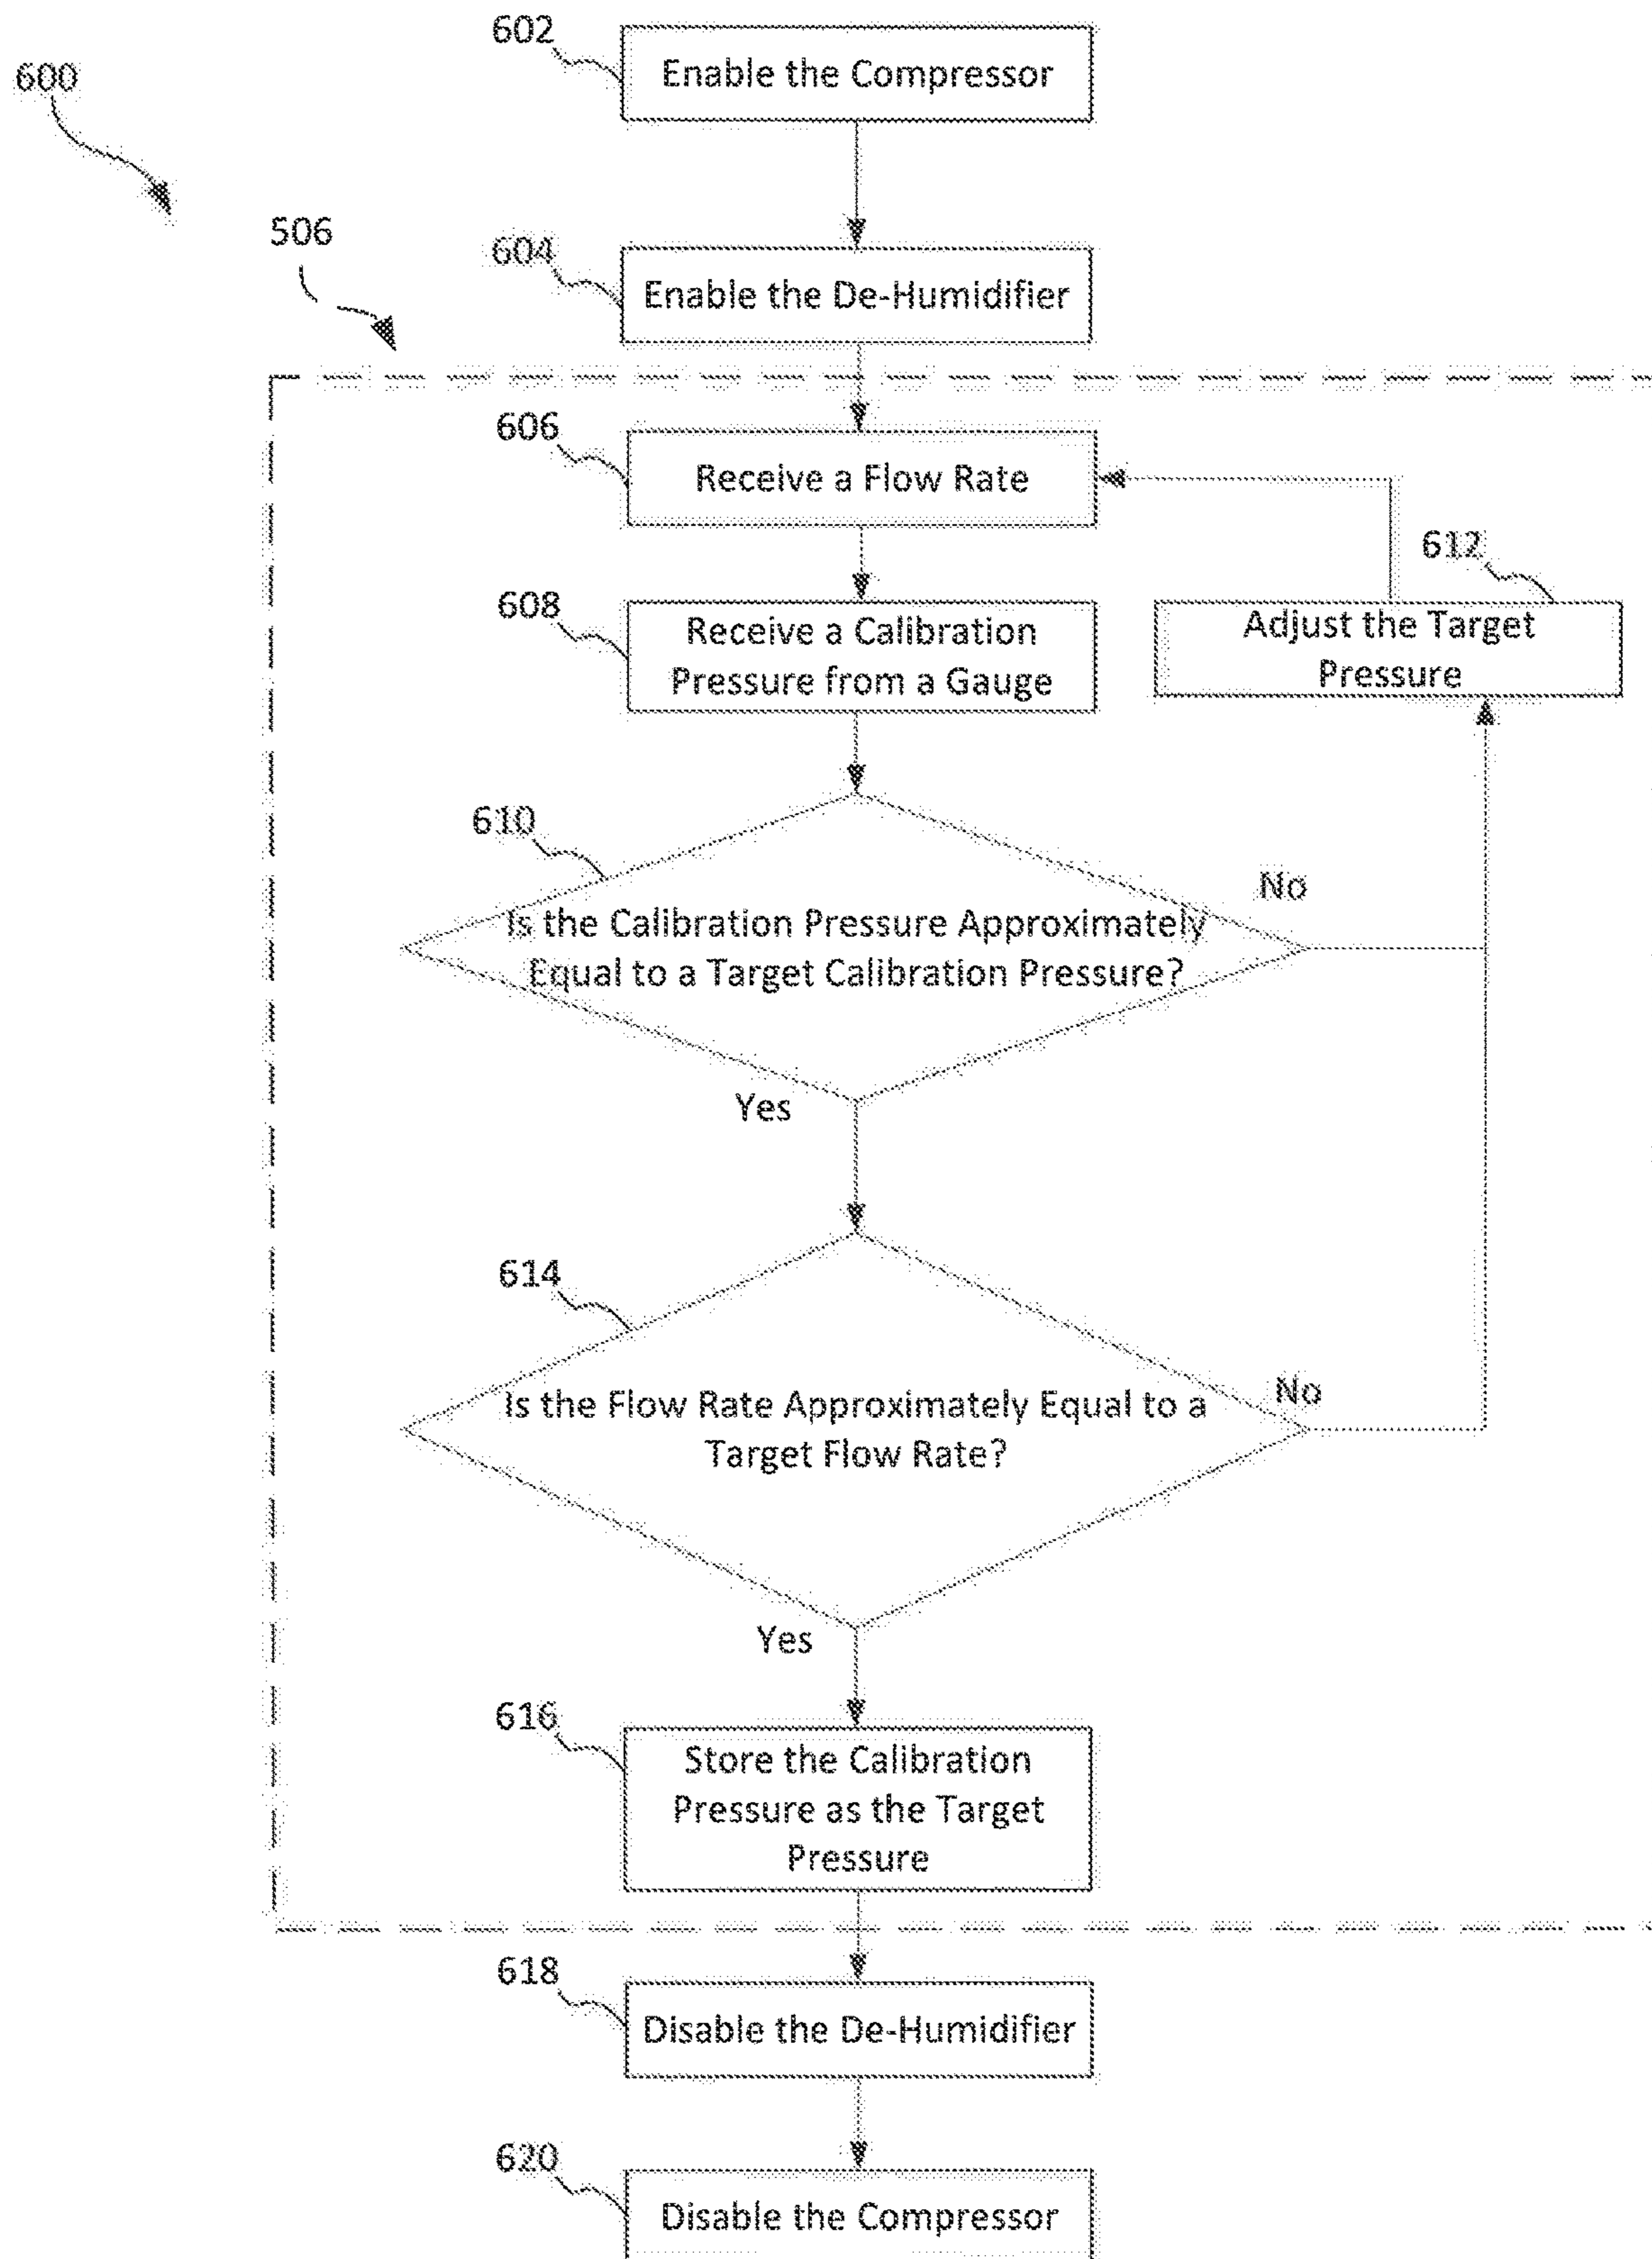 602
Enable the Compressor
600
506
604
Enable the De-Humidifier
606
Receive a Flow Rate
612
Adjust the Target
Pressure
608
Receive a Calibration
Pressure from a Gauge
610
No
Is the Calibration Pressure Approximately
Equal to a Target Calibration Pressure?
Yes
614
No
Is the Flow Rate Approximately Equal to a
Target Flow Rate?
Yes
616
Store the Calibration
Pressure as the Target
Pressure
618
Disable the De-Humidifier
620
Disable the Compressor